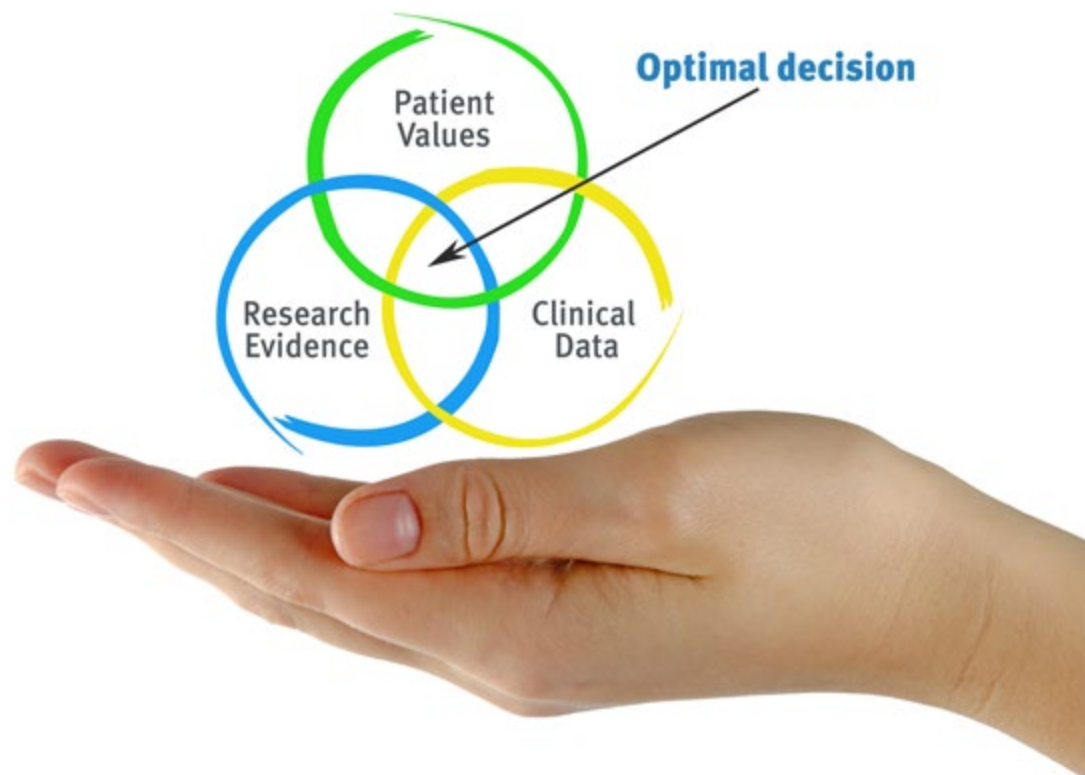 Optimal decision
Patient
Values
Research
Evidence
Clinical
Data